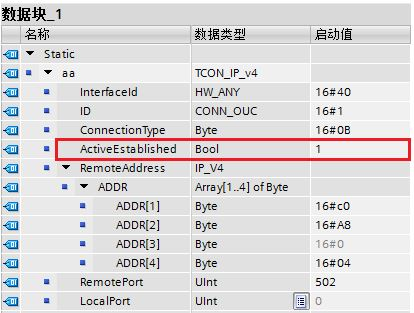 数据块_1
名称 数据类型 启动值
Static
aa TCON_IP_v4
InterfaceId HW_ANY 16#40
ID CONN_OUC 16#1
ConnectionType Byte 16#0B
ActiveEstablished Bool 1
RemoteAddress IP_V4
ADDR Array[1..4] of Byte
ADDR[1] Byte 16#c0
ADDR[2] Byte 16#A8
ADDR[3] Byte 16#0
ADDR[4] Byte 16#04
RemotePort UInt 502
LocalPort UInt 0